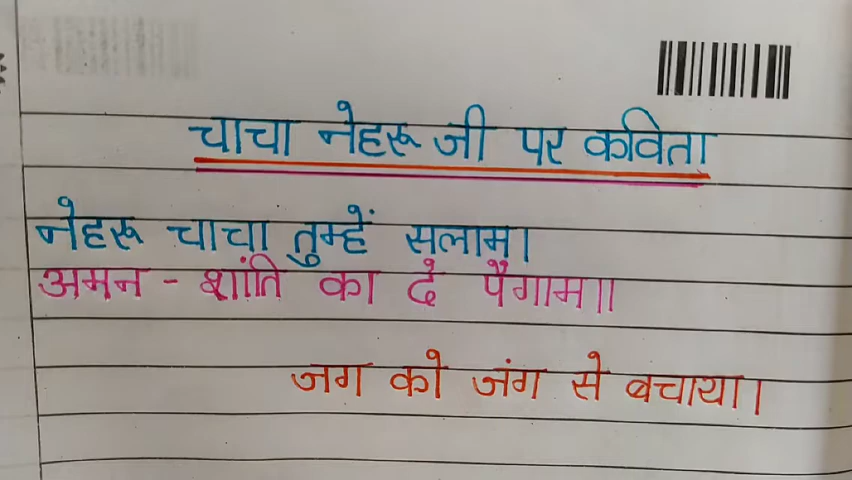 चाचा नेहरू जी पर कविता
नेहरू चाचा तुम्हें सलाम।
अमन - शांति का दे पैगाम॥
जग को जंग से बचाया।